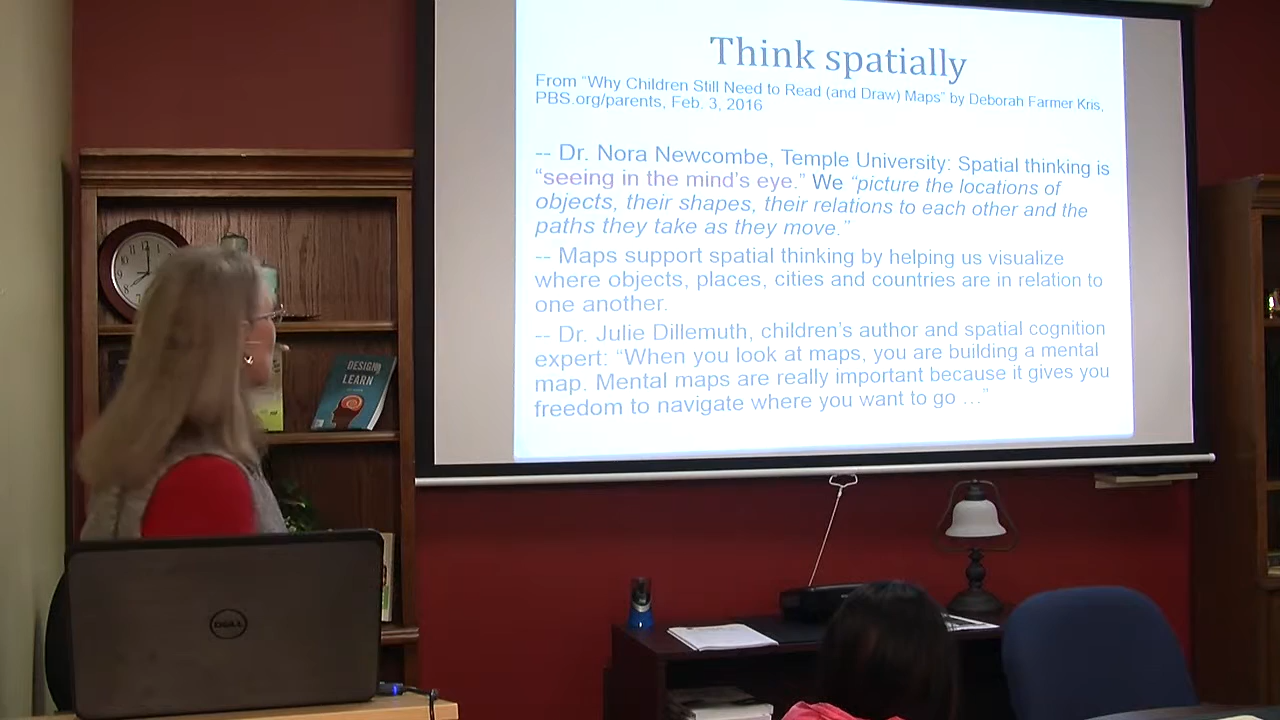 Think spatially
From “Why Children Still Need to Read (and Draw) Maps” by Deborah Farmer Kris,
PBS.org/parents, Feb. 3, 2016
-- Dr. Nora Newcombe, Temple University: Spatial thinking is
“seeing in the mind’s eye.” We “picture the locations of
objects, their shapes, their relations to each other and the
paths they take as they move.”
-- Maps support spatial thinking by helping us visualize
where objects, places, cities and countries are in relation to
one another.
-- Dr. Julie Dillemuth, children’s author and spatial cognition
expert: “When you look at maps, you are building a mental
map. Mental maps are really important because it gives you
freedom to navigate where you want to go ...”
DESIGN
LEARN
DELL